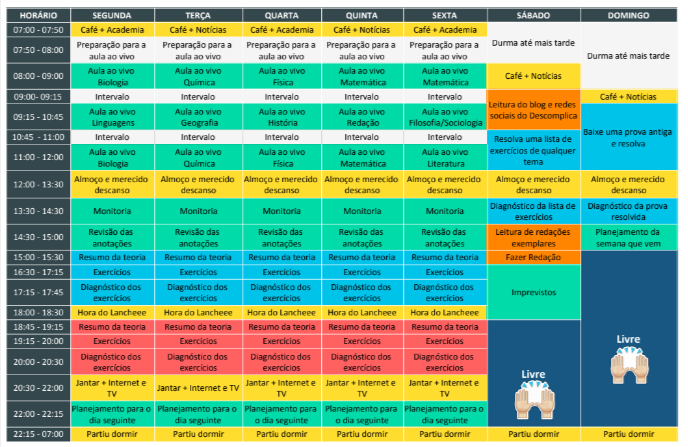 HORÁRIO SEGUNDA TERÇA QUARTA QUINTA SEXTA SÁBADO DOMINGO
07:00 - 07:50 Café + Academia Café + Notícias Café + Academia Café + Notícias Café + Academia Durma até mais tarde Durma até mais tarde
07:50 - 08:00 Preparação para a aula ao vivo Preparação para a aula ao vivo Preparação para a aula ao vivo Preparação para a aula ao vivo Preparação para a aula ao vivo
08:00 - 09:00 Aula ao vivo Biologia Aula ao vivo Química Aula ao vivo Física Aula ao vivo Matemática Aula ao vivo Matemática Café + Notícias
09:00 - 09:15 Intervalo Intervalo Intervalo Intervalo Intervalo Leitura do blog e redes sociais do Descomplica Café + Notícias
09:15 - 10:45 Aula ao vivo Linguagens Aula ao vivo Geografia Aula ao vivo História Aula ao vivo Redação Aula ao vivo Filosofia/Sociologia Baixe uma prova antiga e resolva
10:45 - 11:00 Intervalo Intervalo Intervalo Intervalo Intervalo Resolva uma lista de exercícios de qualquer tema
11:00 - 12:00 Aula ao vivo Biologia Aula ao vivo Química Aula ao vivo Física Aula ao vivo Matemática Aula ao vivo Literatura
12:00 - 13:30 Almoço e merecido descanso Almoço e merecido descanso Almoço e merecido descanso Almoço e merecido descanso Almoço e merecido descanso Almoço e merecido descanso Almoço e merecido descanso
13:30 - 14:30 Monitoria Monitoria Monitoria Monitoria Monitoria Diagnóstico da lista de exercícios Diagnóstico da prova resolvida
14:30 - 15:00 Revisão das anotações Revisão das anotações Revisão das anotações Revisão das anotações Revisão das anotações Leitura de redações exemplares Planejamento da semana que vem
15:00 - 15:30 Resumo da teoria Resumo da teoria Resumo da teoria Resumo da teoria Resumo da teoria Fazer Redação
16:30 - 17:15 Exercícios Exercícios Exercícios Exercícios Exercícios Imprevistos
17:15 - 17:45 Diagnóstico dos exercícios Diagnóstico dos exercícios Diagnóstico dos exercícios Diagnóstico dos exercícios Diagnóstico dos exercícios
18:00 - 18:30 Hora do Lancheee Hora do Lancheee Hora do Lancheee Hora do Lancheee Hora do Lancheee
18:45 - 19:15 Resumo da teoria Resumo da teoria Resumo da teoria Resumo da teoria Resumo da teoria
19:15 - 20:00 Exercícios Exercícios Exercícios Exercícios Exercícios Livre
20:00 - 20:30 Diagnóstico dos exercícios Diagnóstico dos exercícios Diagnóstico dos exercícios Diagnóstico dos exercícios Diagnóstico dos exercícios Livre
20:30 - 22:00 Jantar + Internet e TV Jantar + Internet e TV Jantar + Internet e TV Jantar + Internet e TV Jantar + Internet e TV
22:00 - 22:15 Planejamento para o dia seguinte Planejamento para o dia seguinte Planejamento para o dia seguinte Planejamento para o dia seguinte Planejamento para o dia seguinte
22:15 - 07:00 Partiu dormir Partiu dormir Partiu dormir Partiu dormir Partiu dormir Partiu dormir Partiu dormir